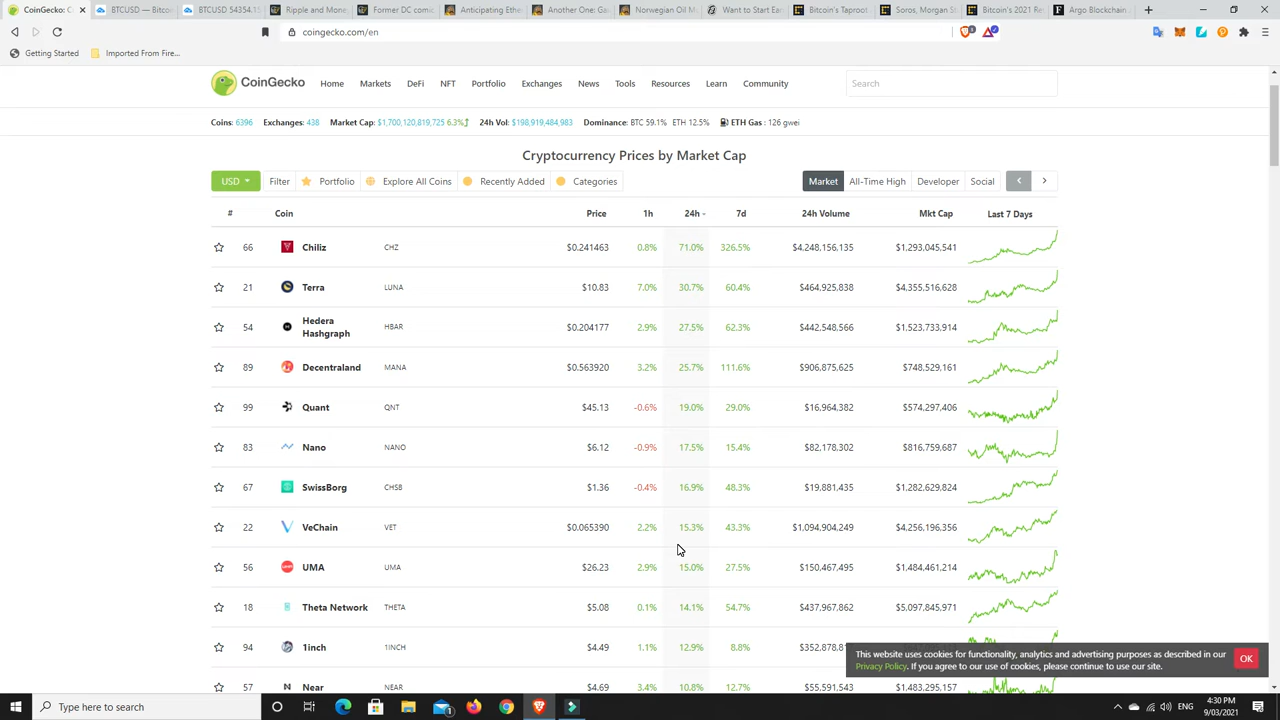 CoinGecko: C
BTCUSD — Bitcoi
BTCUSD 54354.15
Ripple and Mone
Former DC comic
Anticipating Eth
Another One: Ga
Norwegian Oil M
Want to Start Ea
Bitcoin's Taproot
Soros, Morgan St
Bitcoin's 2021 Re
Argo Blockchain
coingecko.com/en
Getting Started
Imported From Fire...
CoinGecko Home Markets DeFi NFT Portfolio Exchanges News Tools Resources Learn Community Search
Coins: 6396 Exchanges: 438 Market Cap: $1,700,120,819,725 6.3% 24h Vol: $198,919,484,983 Dominance: BTC 59.1% ETH 12.5% ETH Gas : 126 gwei
Cryptocurrency Prices by Market Cap
USD Filter Portfolio Explore All Coins Recently Added Categories Market All-Time High Developer Social
# Coin Price 1h 24h 7d 24h Volume Mkt Cap Last 7 Days
66 Chiliz CHZ $0.241463 0.8% 71.0% 326.5% $4,248,156,135 $1,293,045,541
21 Terra LUNA $10.83 7.0% 30.7% 60.4% $464,925,838 $4,355,516,628
54 Hedera Hashgraph HBAR $0.204177 2.9% 27.5% 62.3% $442,548,566 $1,523,733,914
89 Decentraland MANA $0.563920 3.2% 25.7% 111.6% $906,875,625 $748,529,161
99 Quant QNT $45.13 -0.6% 19.0% 29.0% $16,964,382 $574,297,406
83 Nano NANO $6.12 -0.9% 17.5% 15.4% $82,178,302 $816,759,687
67 SwissBorg CHSB $1.36 -0.4% 16.9% 48.3% $19,881,435 $1,282,629,824
22 VeChain VET $0.065390 2.2% 15.3% 43.3% $1,094,904,249 $4,256,196,356
56 UMA UMA $26.23 2.9% 15.0% 27.5% $150,467,495 $1,484,461,214
18 Theta Network THETA $5.08 0.1% 14.1% 54.7% $437,967,862 $5,097,845,971
94 1inch 1INCH $4.49 1.1% 12.9% 8.8% $352,878,8
57 Near NEAR $4.69 3.4% 10.8% 12.7% $55,591,543 $1,483,295,157
This website uses cookies for functionality, analytics and advertising purposes as described in our
Privacy Policy. If you agree to our use of cookies, please continue to use our site.
OK
Type here to search
ENG
4:30 PM
9/03/2021